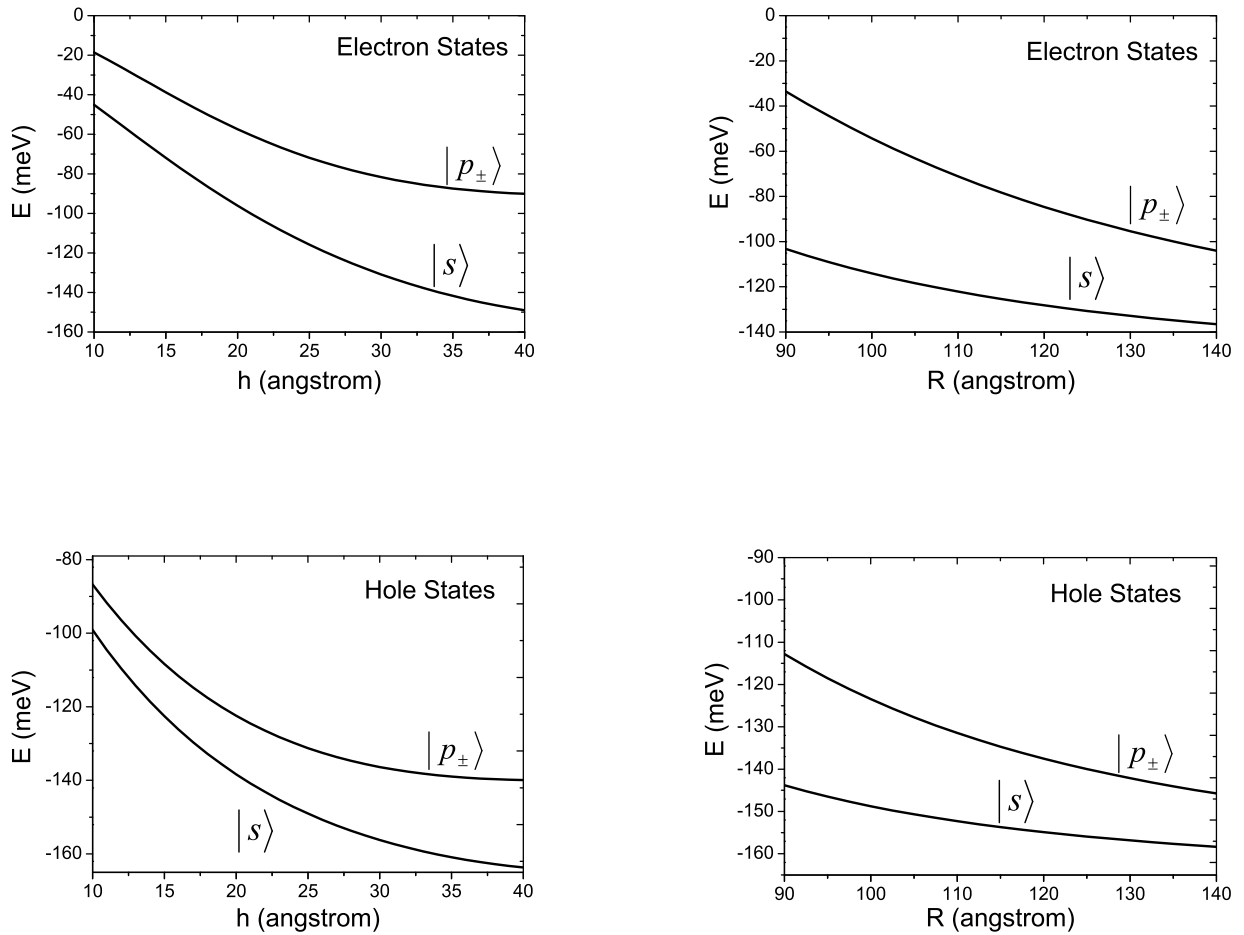 0
-20
-40
-60
-80
-100
-120
-140
-160
E (meV)
Electron States
|p±⟩
|s⟩
10 15 20 25 30 35 40
h (angstrom)
0
-20
-40
-60
-80
-100
-120
-140
E (meV)
Electron States
|p±⟩
|s⟩
90 100 110 120 130 140
R (angstrom)
-80
-100
-120
-140
-160
E (meV)
Hole States
|p±⟩
|s⟩
10 15 20 25 30 35 40
h (angstrom)
-90
-100
-110
-120
-130
-140
-150
-160
E (meV)
Hole States
|p±⟩
|s⟩
90 100 110 120 130 140
R (angstrom)